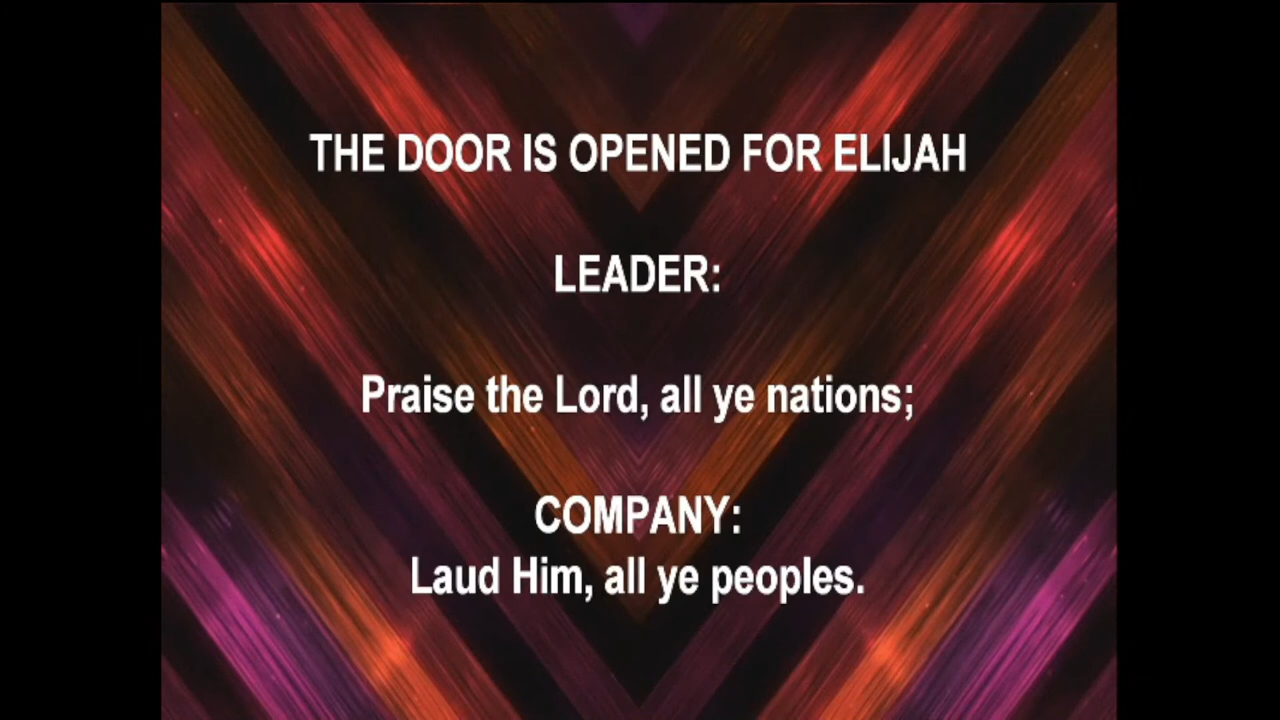 THE DOOR IS OPENED FOR ELIJAH
LEADER:
Praise the Lord, all ye nations;
COMPANY:
Laud Him, all ye peoples.